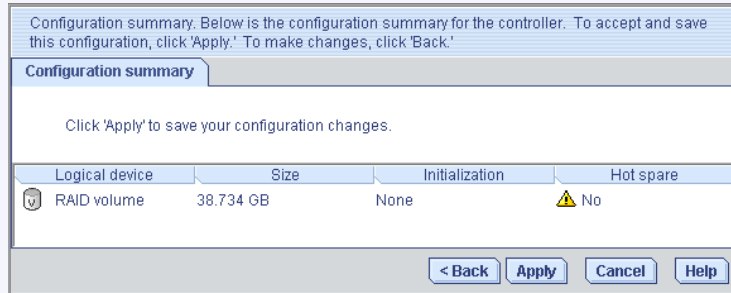 Configuration summary. Below is the configuration summary for the controller. To accept and save
this configuration, click 'Apply.' To make changes, click 'Back.'
Configuration summary
Click 'Apply' to save your configuration changes.
Logical device Size Initialization Hot spare
v RAID volume 38.734 GB None No
< Back Apply Cancel Help